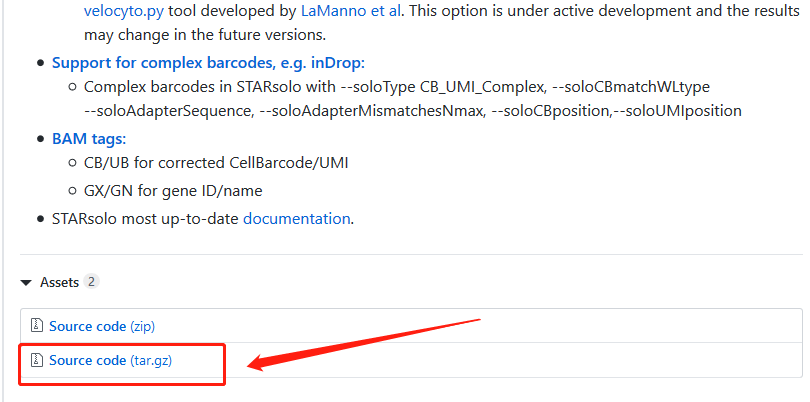 velocyto.py tool developed by LaManno et al. This option is under active development and the results
may change in the future versions.
Support for complex barcodes, e.g. inDrop:
Complex barcodes in STARsolo with --soloType CB_UMI_Complex, --soloCBmatchWLtype
--soloAdapterSequence, --soloAdapterMismatchesNmax, --soloCBposition,--soloUMIposition
BAM tags:
CB/UB for corrected CellBarcode/UMI
GX/GN for gene ID/name
STARsolo most up-to-date documentation.
Assets 2
Source code (zip)
Source code (tar.gz)